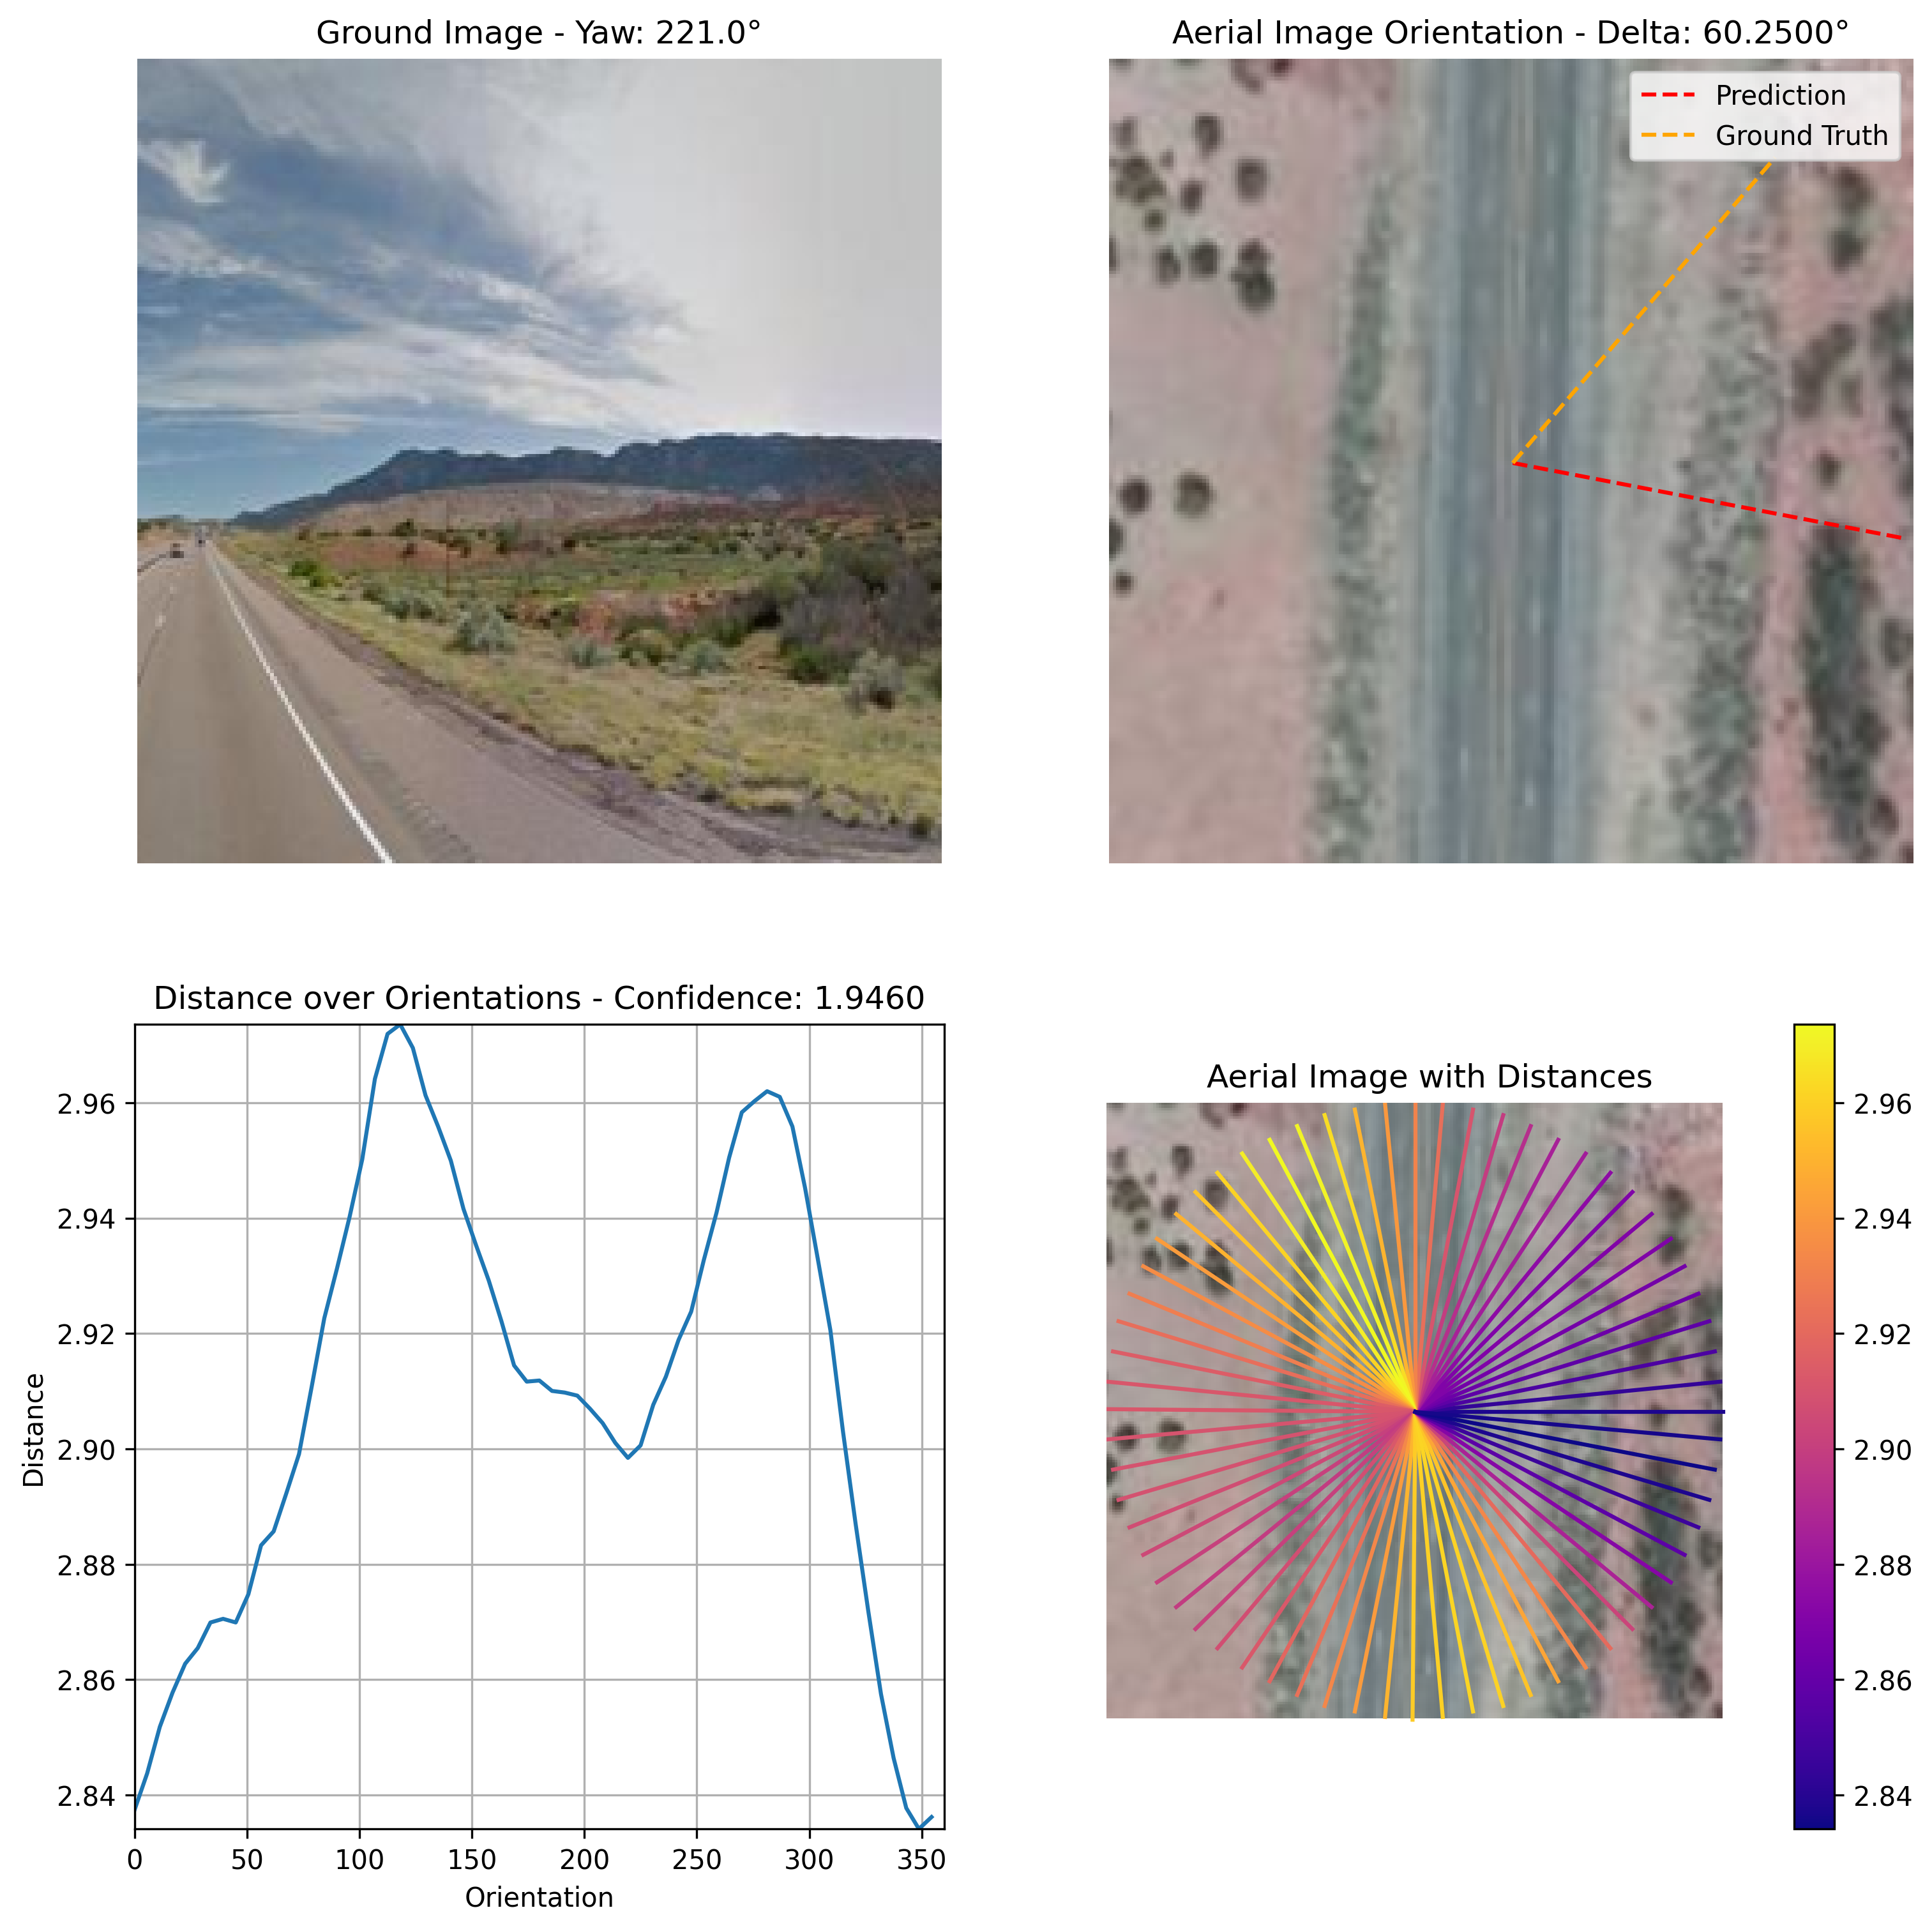 Ground Image - Yaw: 221.0°
Aerial Image Orientation - Delta: 60.2500°
Prediction
Ground Truth
Distance over Orientations - Confidence: 1.9460
2.96
2.94
2.92
2.90
2.88
2.86
2.84
Distance
0 50 100 150 200 250 300 350
Orientation
Aerial Image with Distances
2.96
2.94
2.92
2.90
2.88
2.86
2.84